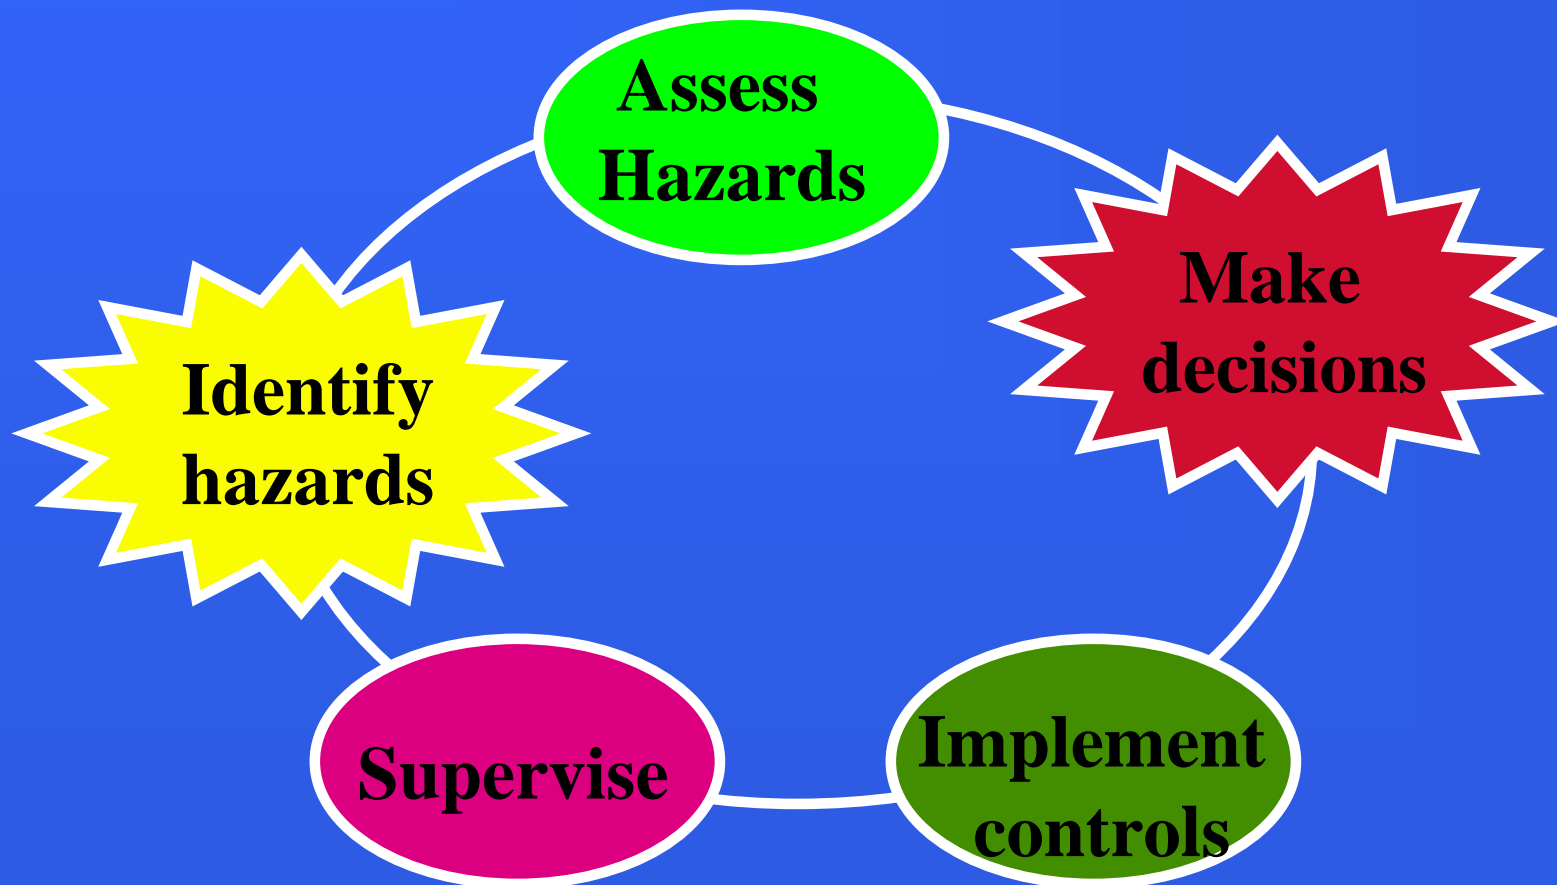 Assess
Hazards
Make
decisions
Identify
hazards
Supervise
Implement
controls